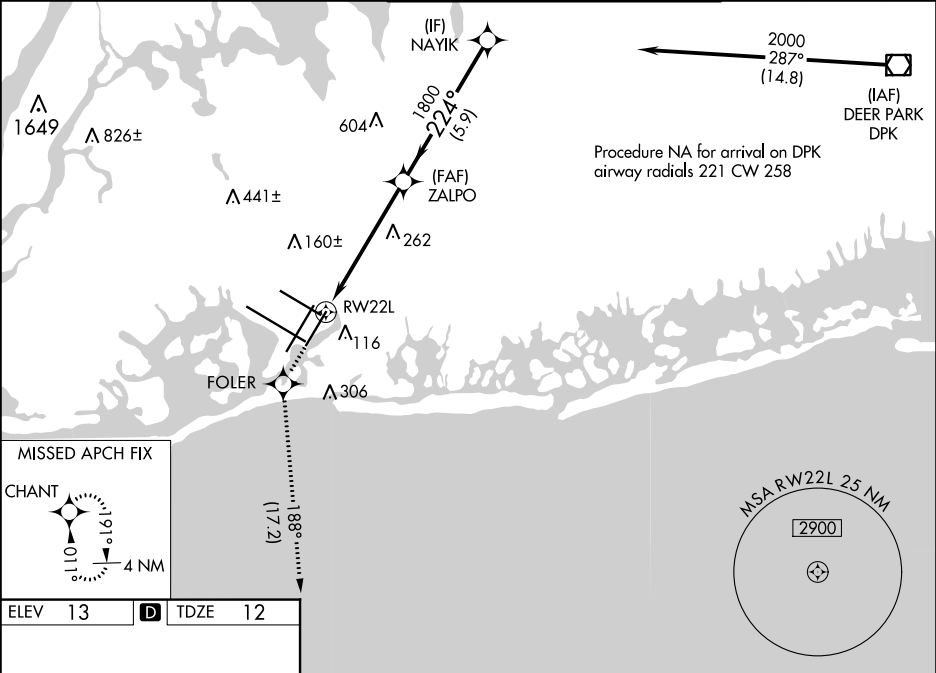 (IF)
NAYIK
2000
287°
(14.8)
(IAF)
DEER PARK
DPK
1649
826±
604
1800
224°
(5.9)
Procedure NA for arrival on DPK
airway radials 221 CW 258
(FAF)
ZALPO
441±
160±
262
RW22L
116
FOLER
306
MISSED APCH FIX
CHANT
191°
011°
4 NM
188°
(17.2)
MSA RW22L 25 NM
2900
ELEV 13 D TDZE 12